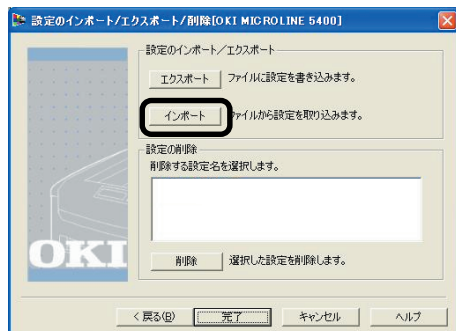 設定のインポート/エクスポート/削除[OKI MICROLINE 5400]
設定のインポート/エクスポート
エクスポート ファイルに設定を書き込みます。
インポート ファイルから設定を取り込みます。
設定の削除
削除する設定名を選択します。
OKI
削除 選択した設定を削除します。
< 戻る(B) 完了 キャンセル ヘルプ